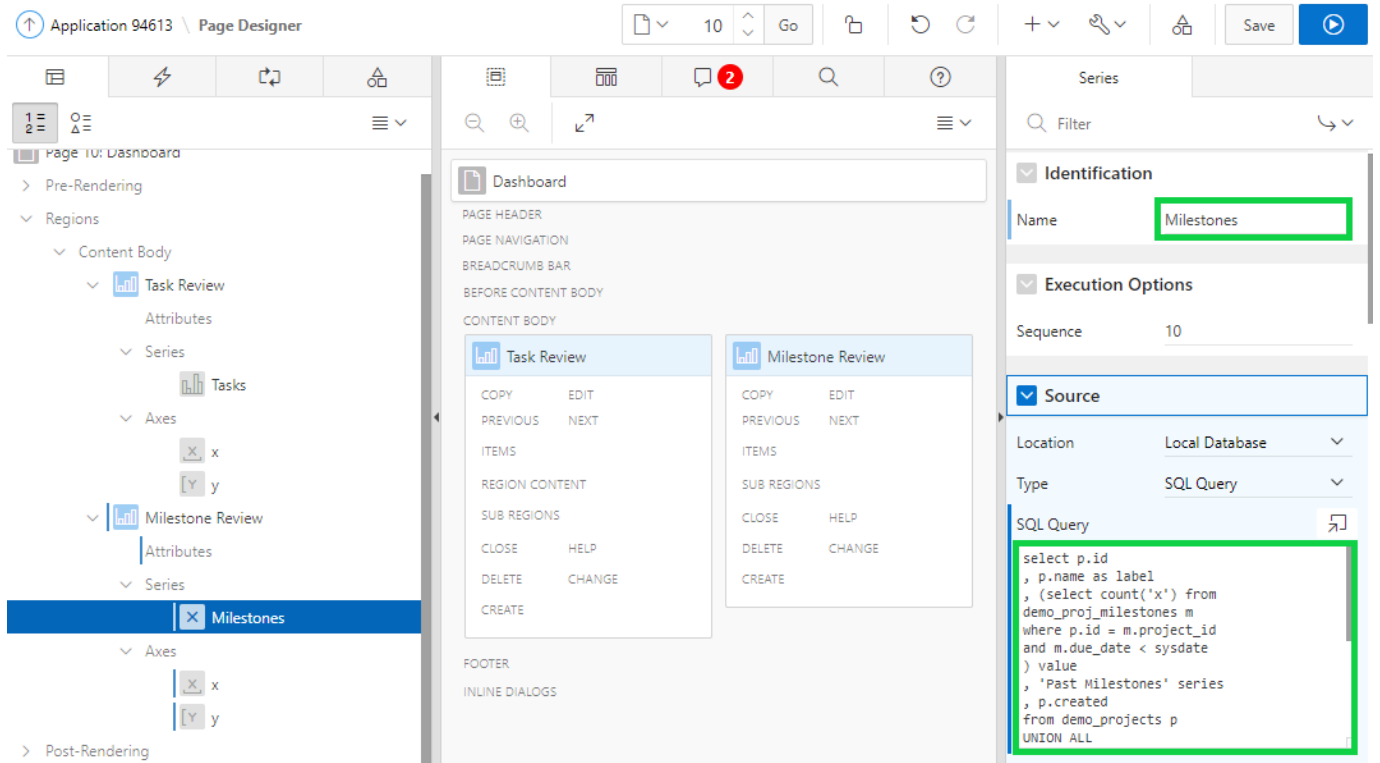 Application 94613 \ Page Designer
10
Go
Save
2
Series
1 =
2 =
Filter
Page 10: Dashboard
Pre-Rendering
Regions
Content Body
Task Review
Attributes
Series
Tasks
Axes
x
y
Milestone Review
Attributes
Series
Milestones
Axes
x
y
Post-Rendering
Dashboard
PAGE HEADER
PAGE NAVIGATION
BREADCRUMB BAR
BEFORE CONTENT BODY
CONTENT BODY
Task Review
COPY EDIT
PREVIOUS NEXT
ITEMS
REGION CONTENT
SUB REGIONS
CLOSE HELP
DELETE CHANGE
CREATE
Milestone Review
COPY EDIT
PREVIOUS NEXT
ITEMS
SUB REGIONS
CLOSE HELP
DELETE CHANGE
CREATE
FOOTER
INLINE DIALOGS
Identification
Name Milestones
Execution Options
Sequence 10
Source
Location Local Database
Type SQL Query
SQL Query
select p.id
, p.name as label
, (select count('x') from
demo_proj_milestones m
where p.id = m.project_id
and m.due_date < sysdate
) value
, 'Past Milestones' series
, p.created
from demo_projects p
UNION ALL